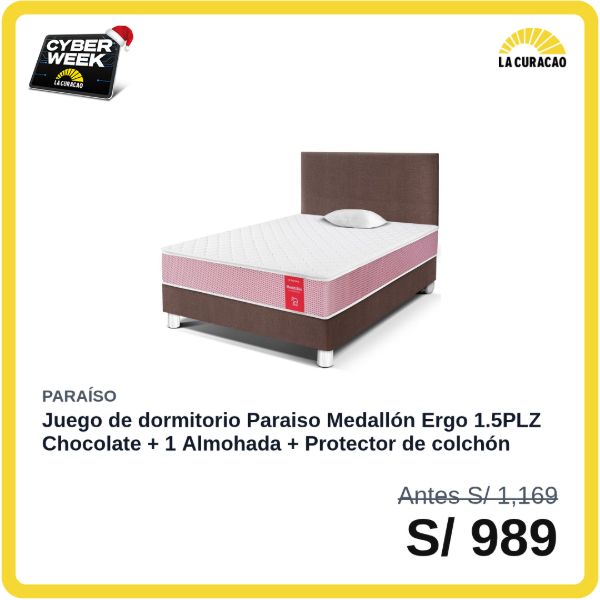 CYBER
WEEK
LA CURACAO
LA CURACAO
PARAÍSO
Juego de dormitorio Paraiso Medallón Ergo 1.5PLZ
Chocolate + 1 Almohada + Protector de colchón
Antes S/ 1,169
S/ 989